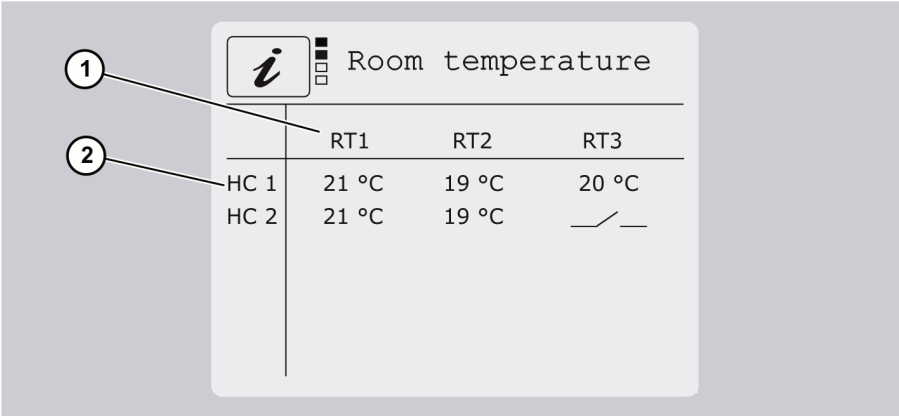 i Room temperature
1
RT1 RT2 RT3
2
HC 1 21 °C 19 °C 20 °C
HC 2 21 °C 19 °C